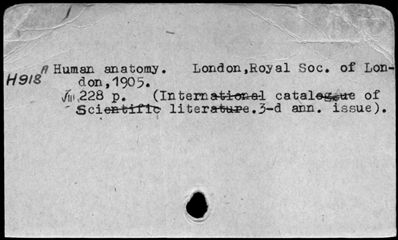 Human anatomy. London,Royal Soc. of Lon-
H918 don,1905.
VIII,228 p. (International catalogue of
Scientific literature.3-d ann. issue).